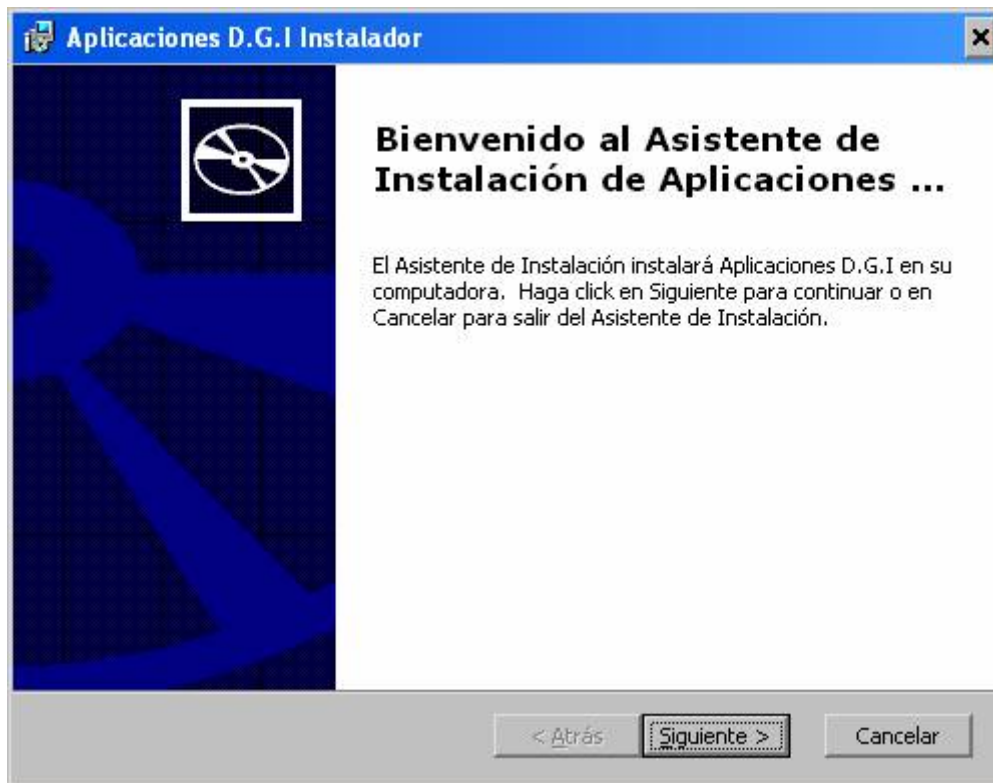 Aplicaciones D.G.I Instalador
Bienvenido al Asistente de
Instalación de Aplicaciones ...
El Asistente de Instalación instalará Aplicaciones D.G.I en su
computadora.  Haga click en Siguiente para continuar o en
Cancelar para salir del Asistente de Instalación.
< Atrás
Siguiente >
Cancelar